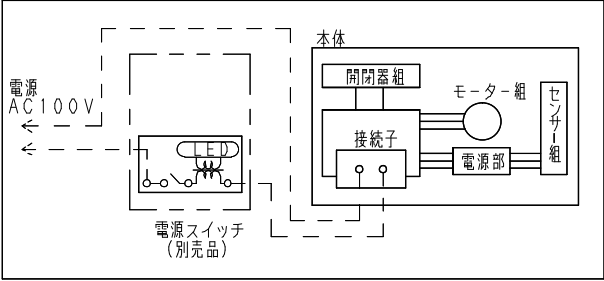 本体
電源
AC100V
開閉器組
モーター組
センサー組
接続子
電源部
LED
電源スイッチ
(別売品)